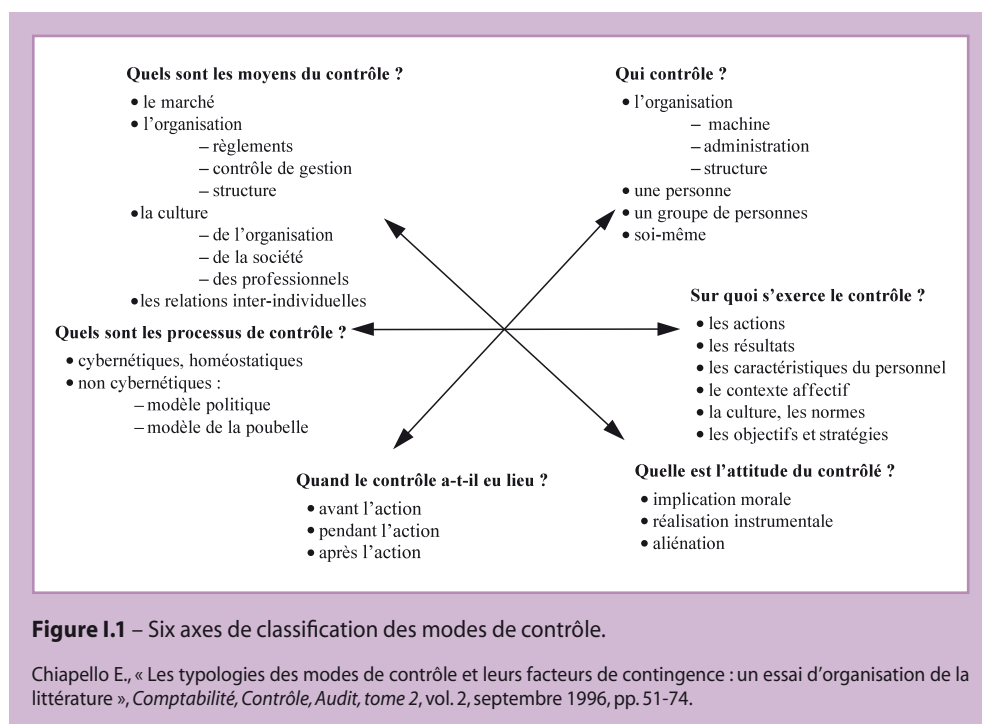 Quels sont les moyens du contrôle ?
• le marché
• l'organisation
– règlements
– contrôle de gestion
– structure
• la culture
– de l'organisation
– de la société
– des professionnels
• les relations inter-individuelles
Qui contrôle ?
• l'organisation
– machine
– administration
– structure
• une personne
• un groupe de personnes
• soi-même
Quels sont les processus de contrôle ?
• cybernétiques, homéostatiques
• non cybernétiques :
– modèle politique
– modèle de la poubelle
Sur quoi s'exerce le contrôle ?
• les actions
• les résultats
• les caractéristiques du personnel
• le contexte affectif
• la culture, les normes
• les objectifs et stratégies
Quand le contrôle a-t-il eu lieu ?
• avant l'action
• pendant l'action
• après l'action
Quelle est l'attitude du contrôlé ?
• implication morale
• réalisation instrumentale
• aliénation
Figure I.1 – Six axes de classification des modes de contrôle.
Chiapello E., « Les typologies des modes de contrôle et leurs facteurs de contingence : un essai d'organisation de la
littérature », Comptabilité, Contrôle, Audit, tome 2, vol. 2, septembre 1996, pp. 51-74.